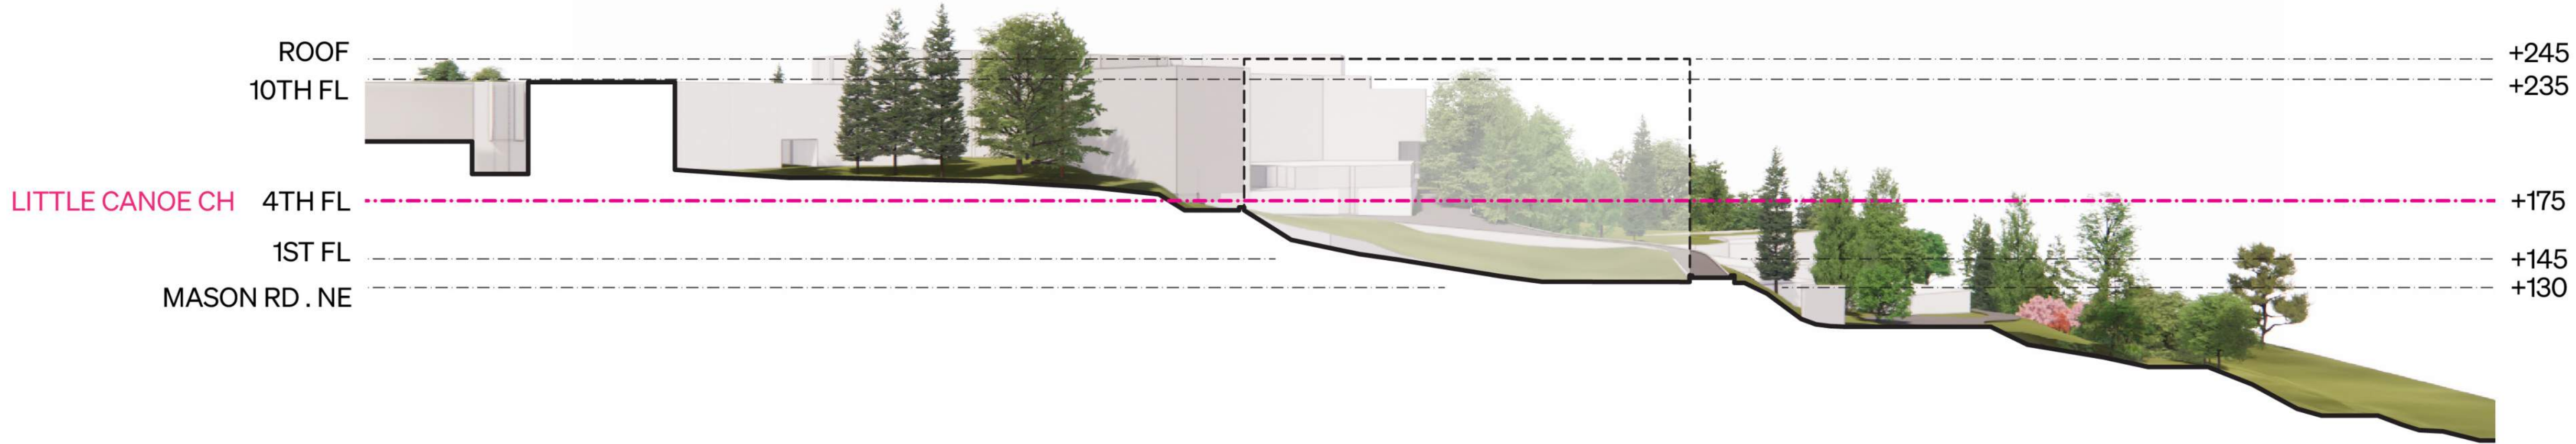 ROOF +245
10TH FL +235
LITTLE CANOE CH 4TH FL +175
1ST FL +145
MASON RD . NE +130